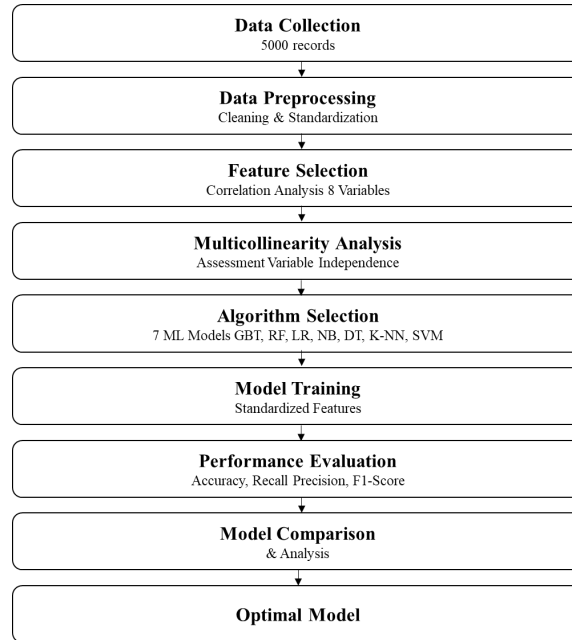 Data Collection
5000 records
Data Preprocessing
Cleaning & Standardization
Feature Selection
Correlation Analysis 8 Variables
Multicollinearity Analysis
Assessment Variable Independence
Algorithm Selection
7 ML Models GBT, RF, LR, NB, DT, K-NN, SVM
Model Training
Standardized Features
Performance Evaluation
Accuracy, Recall Precision, F1-Score
Model Comparison
& Analysis
Optimal Model